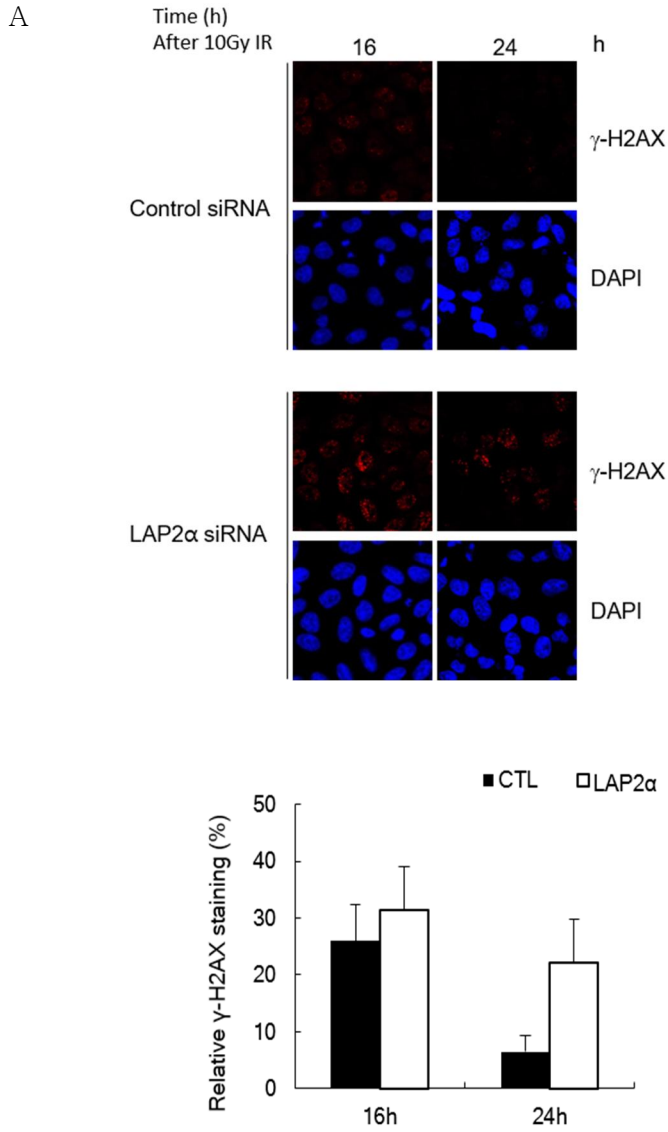 A
Time (h)
After 10Gy IR
16
24
h
γ-H2AX
Control siRNA
DAPI
γ-H2AX
LAP2α siRNA
DAPI
CTL
LAP2α
Relative γ-H2AX staining (%)
50
40
30
20
10
0
16h
24h